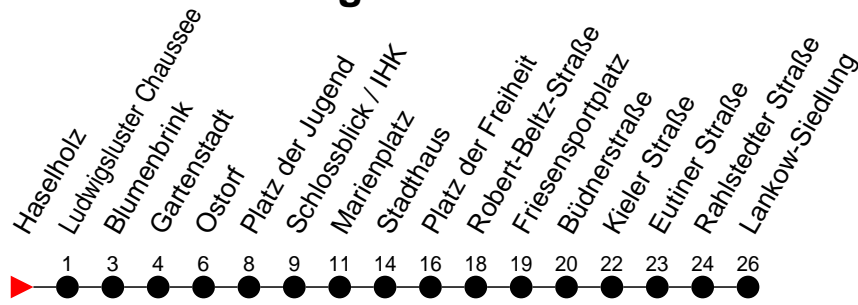 Haselholz
Ludwigsluster Chaussee
Blumenbrink
Gartenstadt
Ostorf
Platz der Jugend
Schlossblick / IHK
Marienplatz
Stadthaus
Platz der Freiheit
Robert-Beltz-Straße
Friesensportplatz
Büdnerstraße
Kieler Straße
Eutiner Straße
Rahlstedter Straße
Lankow-Siedlung
1 3 4 6 8 9 11 14 16 18 19 20 22 23 24 26